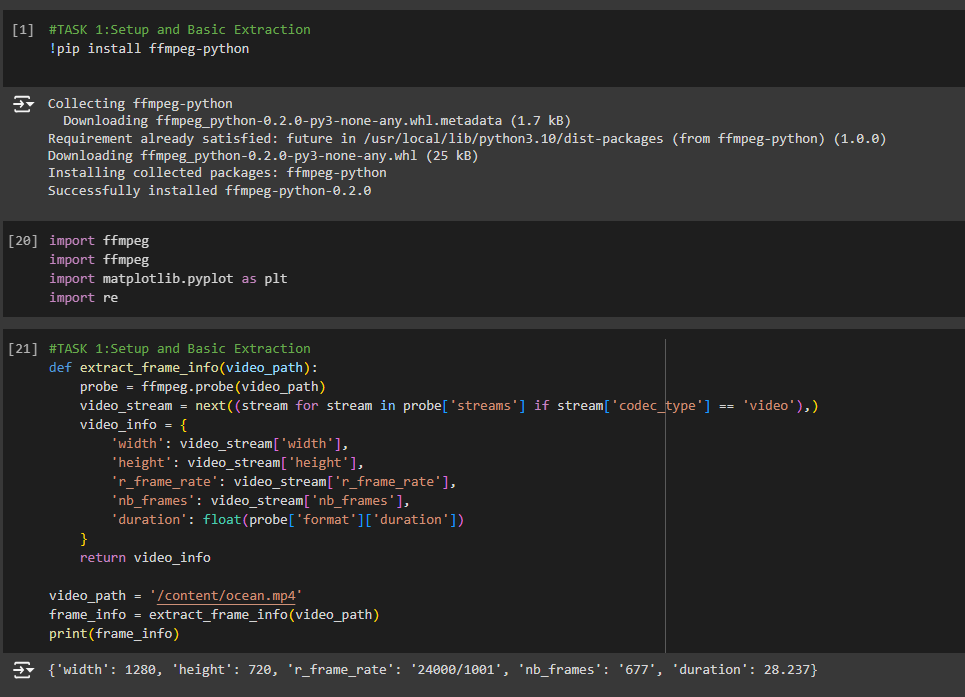 [1] #TASK 1:Setup and Basic Extraction
!pip install ffmpeg-python
Collecting ffmpeg-python
  Downloading ffmpeg_python-0.2.0-py3-none-any.whl.metadata (1.7 kB)
Requirement already satisfied: future in /usr/local/lib/python3.10/dist-packages (from ffmpeg-python) (1.0.0)
Downloading ffmpeg_python-0.2.0-py3-none-any.whl (25 kB)
Installing collected packages: ffmpeg-python
Successfully installed ffmpeg-python-0.2.0
[20] import ffmpeg
import ffmpeg
import matplotlib.pyplot as plt
import re
[21] #TASK 1:Setup and Basic Extraction
def extract_frame_info(video_path):
    probe = ffmpeg.probe(video_path)
    video_stream = next((stream for stream in probe['streams'] if stream['codec_type'] == 'video'),)
    video_info = {
        'width': video_stream['width'],
        'height': video_stream['height'],
        'r_frame_rate': video_stream['r_frame_rate'],
        'nb_frames': video_stream['nb_frames'],
        'duration': float(probe['format']['duration'])
    }
    return video_info
video_path = '/content/ocean.mp4'
frame_info = extract_frame_info(video_path)
print(frame_info)
{'width': 1280, 'height': 720, 'r_frame_rate': '24000/1001', 'nb_frames': '677', 'duration': 28.237}